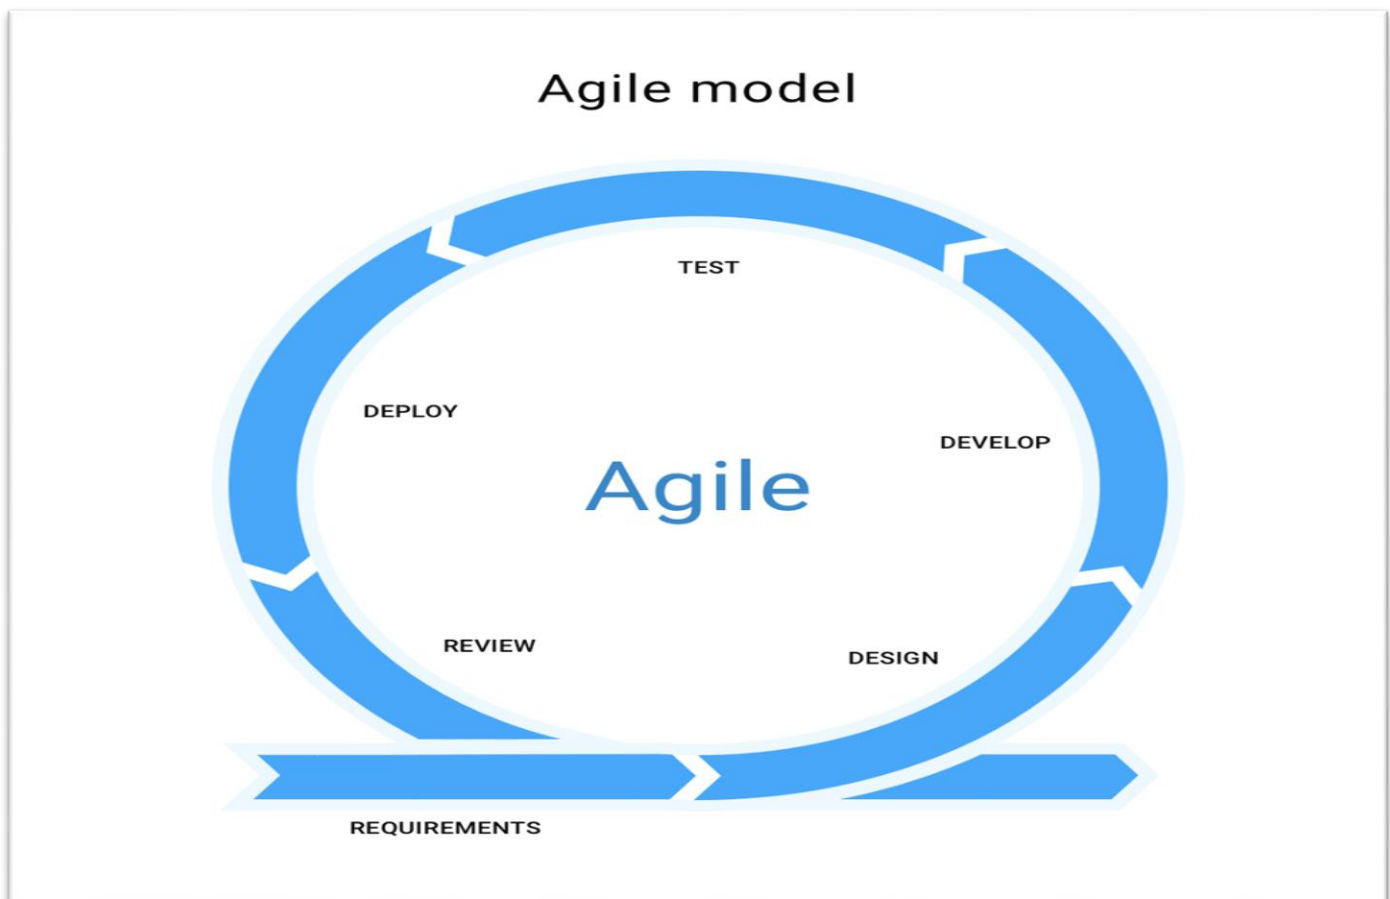 Agile model
TEST
DEPLOY
DEVELOP
Agile
REVIEW
DESIGN
REQUIREMENTS